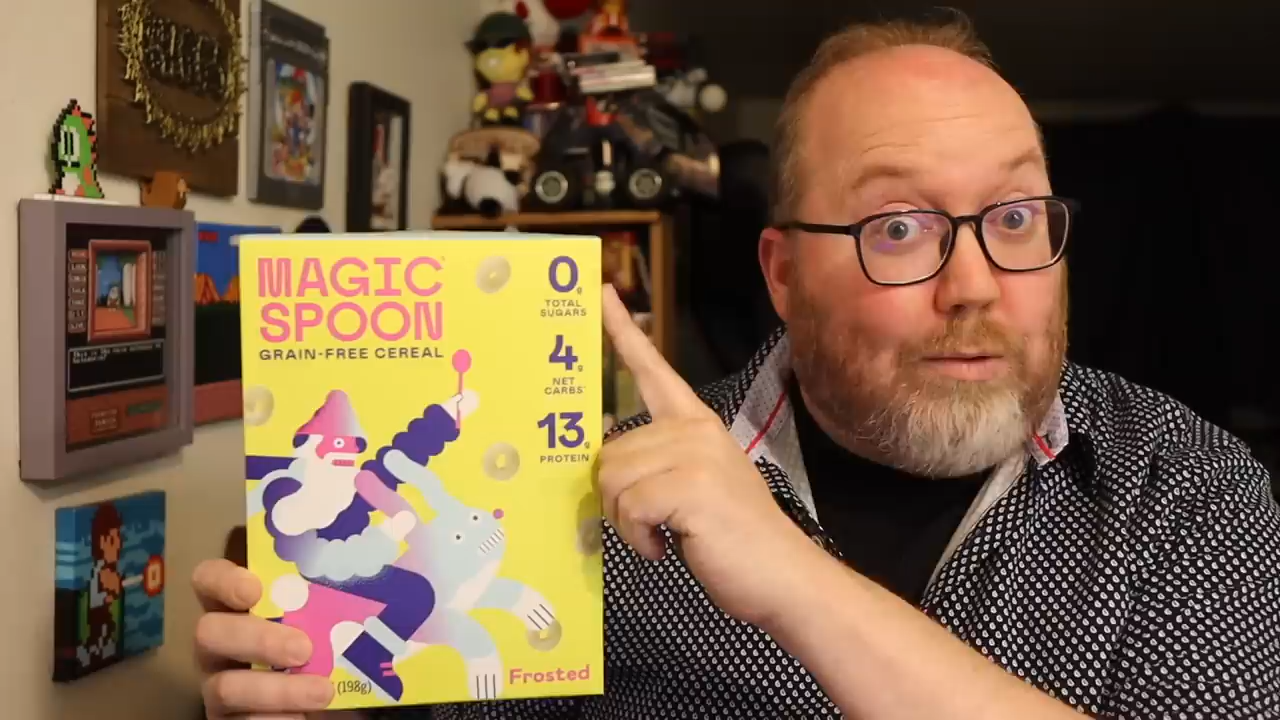 MAGIC
SPOON
GRAIN-FREE CEREAL
0g
TOTAL
SUGARS
4g
NET
CARBS
13g
PROTEIN
Frosted
(198g)